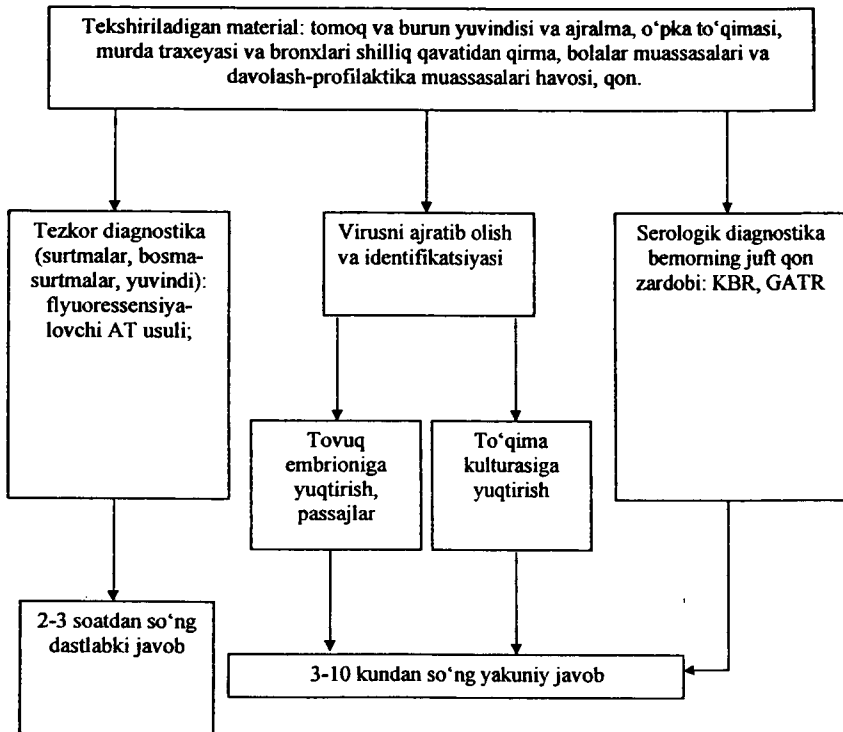 Tekshiriladigan material: tomoq va burun yuvindisi va ajralma, o‘pka to‘qimasi,
murda traxeyasi va bronxlari shilliq qavatidan qirma, bolalar muassasalari va
davolash-profilaktika muassasalari havosi, qon.
Tezkor diagnostika
(surtmalar, bosma-
surtmalar, yuvindi):
flyuoressensiya-
lovchi AT usuli;
Virusni ajratib olish
va identifikatsiyasi
Serologik diagnostika
bemorning juft qon
zardobi: KBR, GATR
Tovuq
embrioniga
yuqtirish,
passajlar
To‘qima
kulturasiga
yuqtirish
2-3 soatdan so‘ng
dastlabki javob
3-10 kundan so‘ng yakuniy javob